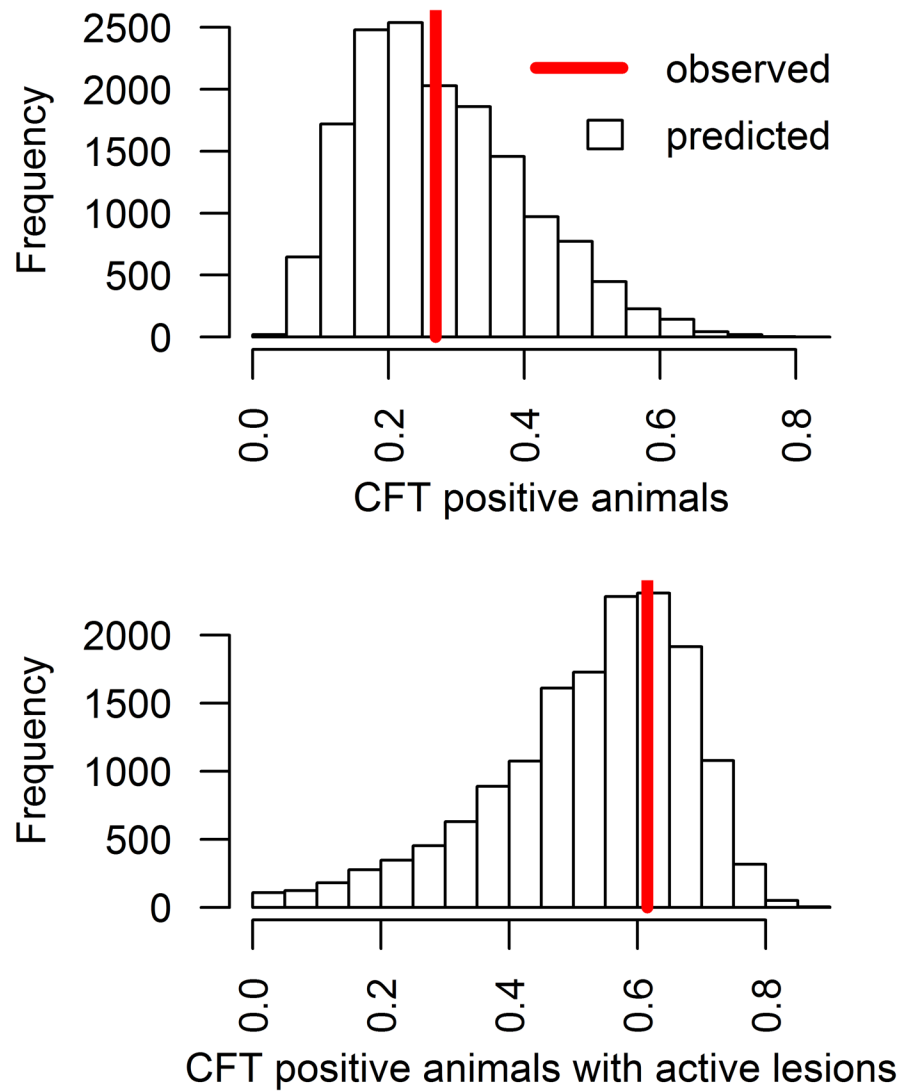 2500
2000
1500
1000
500
0
Frequency
observed
predicted
0.0 0.2 0.4 0.6 0.8
CFT positive animals
2000
1500
1000
500
0
Frequency
0.0 0.2 0.4 0.6 0.8
CFT positive animals with active lesions